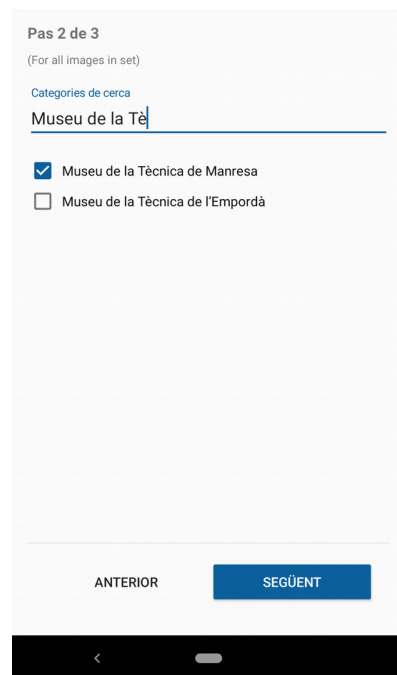 Pas 2 de 3
(For all images in set)
Categories de cerca
Museu de la Tè
Museu de la Tècnica de Manresa
Museu de la Tècnica de l'Empordà
ANTERIOR
SEGÜENT